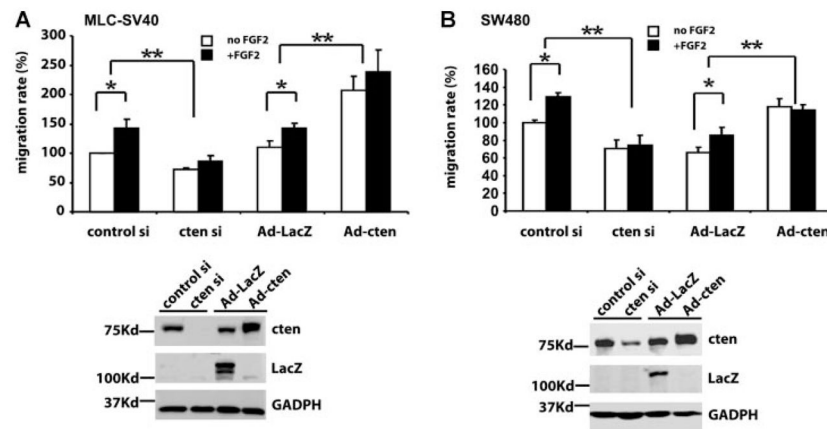 A
MLC-SV40
no FGF2
+FGF2
migration rate (%)
300
250
200
150
100
50
0
*
**
*
**
control si
cten si
Ad-LacZ
Ad-cten
control si
cten si
Ad-LacZ
Ad-cten
75Kd
cten
LacZ
100Kd
37Kd
GADPH
B
SW480
no FGF2
+FGF2
migration rate (%)
160
140
120
100
80
60
40
20
0
*
**
*
**
control si
cten si
Ad-LacZ
Ad-cten
control si
cten si
Ad-LacZ
Ad-cten
75Kd
cten
LacZ
100Kd
37Kd
GADPH